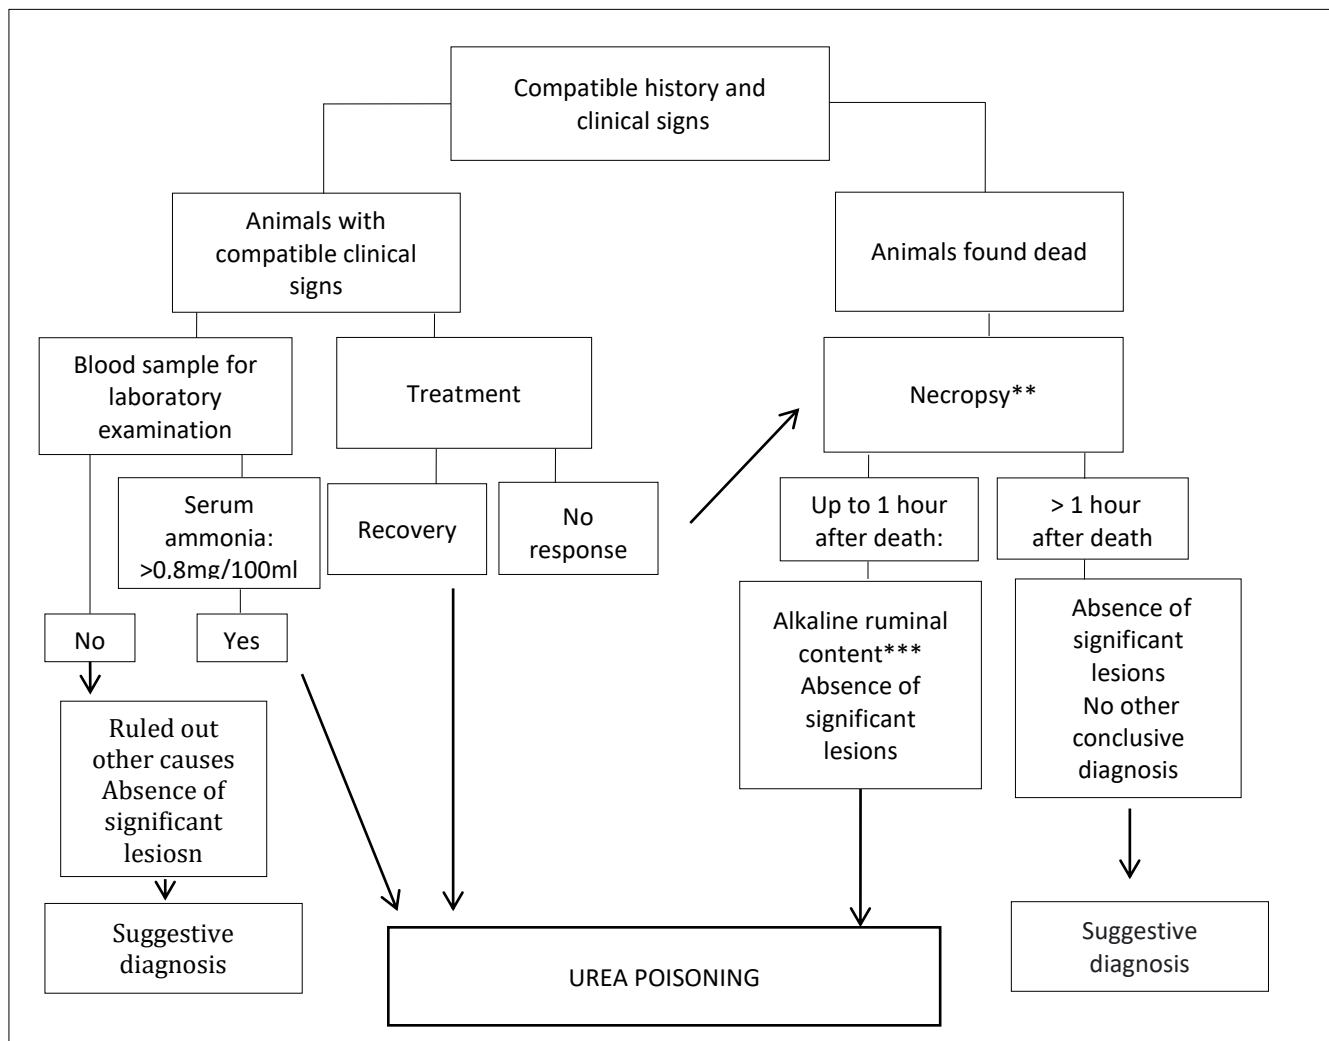 Compatible history and
clinical signs
Animals with
compatible clinical
signs
Animals found dead
Blood sample for
laboratory
examination
Treatment
Necropsy**
Serum
ammonia:
>0,8mg/100ml
Recovery
No
response
Up to 1 hour
after death:
> 1 hour
after death
No
Yes
Alkaline ruminal
content***
Absence of
significant
lesions
Absence of
significant
lesions
No other
conclusive
diagnosis
Ruled out
other causes
Absence of
significant
lesiosn
Suggestive
diagnosis
UREA POISONING
Suggestive
diagnosis